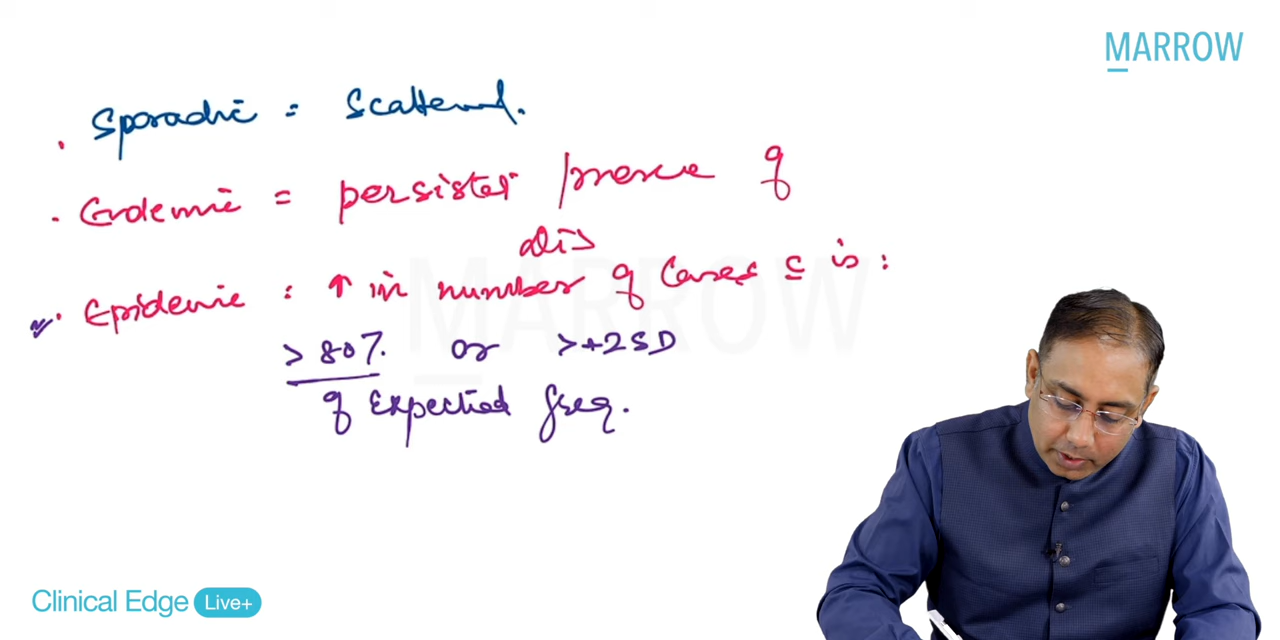 MARROW
· Sporadic = Scattered.
· Endemic = persistent presence of
dis
· Epidemic : ↑ in number of cases c̄ is :
> 80% or > +2SD
of Expected freq.
MARROW
Clinical Edge Live+